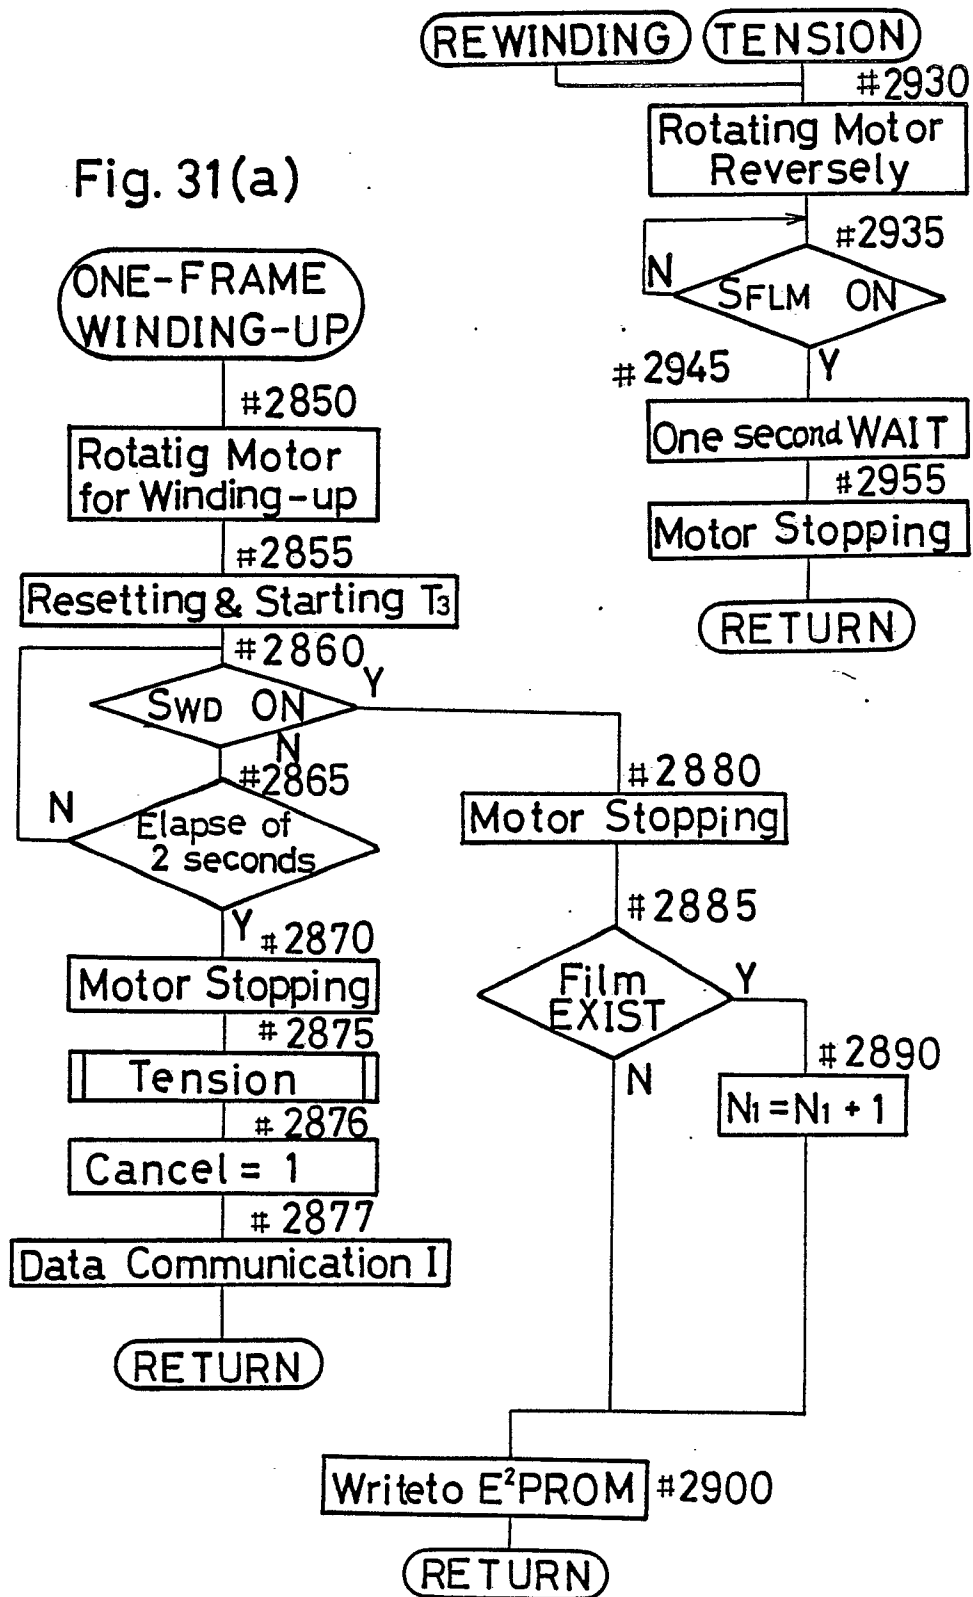 REWINDING
TENSION
#2930
Rotating Motor
Reversely
#2935
N
SFLM ON
Y
#2945
One second WAIT
#2955
Motor Stopping
RETURN
Fig. 31(a)
ONE-FRAME
WINDING-UP
#2850
Rotatig Motor
for Winding-up
#2855
Resetting & Starting T3
#2860
SWD ON
Y
N
#2865
N
Elapse of
2 seconds
Y
#2870
Motor Stopping
#2875
Tension
#2876
Cancel = 1
#2877
Data Communication I
RETURN
#2880
Motor Stopping
#2885
Film
EXIST
Y
N
#2890
N1 = N1 + 1
Writeto E²PROM
#2900
RETURN